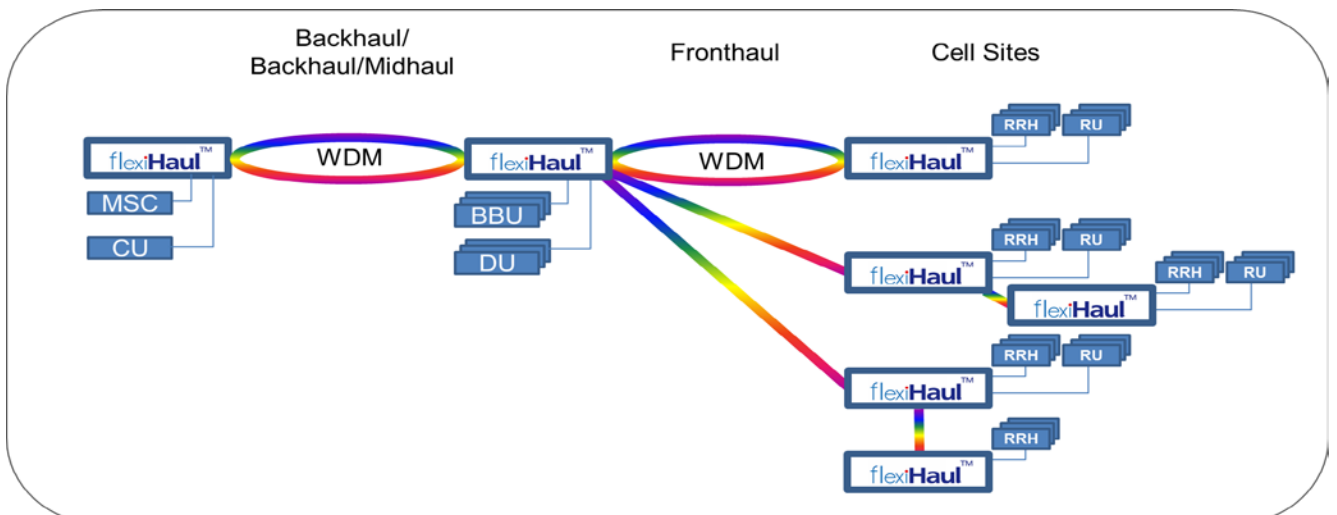 Backhaul/
Backhaul/Midhaul
Fronthaul
Cell Sites
RRH
RU
flexiHaul™
WDM
flexiHaul™
WDM
flexiHaul™
MSC
BBU
CU
DU
RRH
RU
flexiHaul™
RRH
RU
flexiHaul™
RRH
RU
flexiHaul™
RRH
flexiHaul™